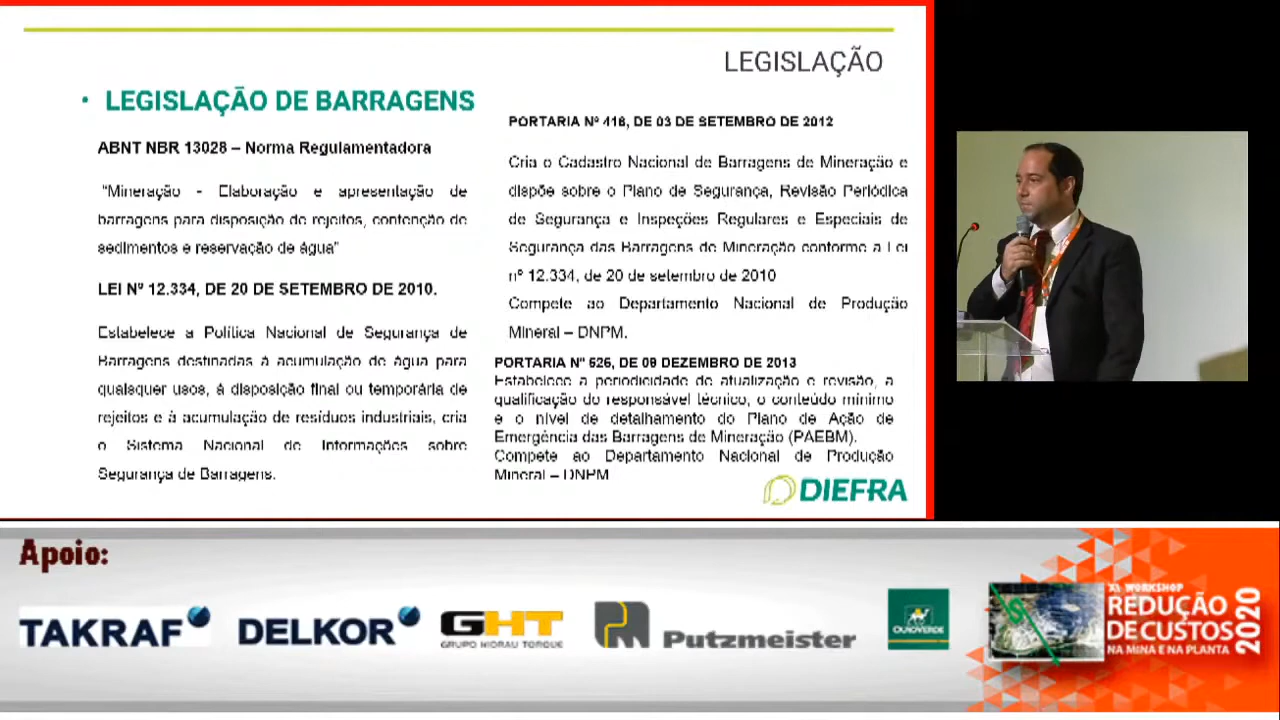 LEGISLAÇÃO
• LEGISLAÇÃO DE BARRAGENS
ABNT NBR 13028 – Norma Regulamentadora
“Mineração - Elaboração e apresentação de
barragens para disposição de rejeitos, contenção de
sedimentos e reservação de água”
LEI Nº 12.334, DE 20 DE SETEMBRO DE 2010.
Estabelece a Política Nacional de Segurança de
Barragens destinadas à acumulação de água para
quaisquer usos, à disposição final ou temporária de
rejeitos e à acumulação de resíduos industriais, cria
o Sistema Nacional de Informações sobre
Segurança de Barragens.
PORTARIA Nº 416, DE 03 DE SETEMBRO DE 2012
Cria o Cadastro Nacional de Barragens de Mineração e
dispõe sobre o Plano de Segurança, Revisão Periódica
de Segurança e Inspeções Regulares e Especiais de
Segurança das Barragens de Mineração conforme a Lei
nº 12.334, de 20 de setembro de 2010
Compete ao Departamento Nacional de Produção
Mineral – DNPM.
PORTARIA Nº 526, DE 09 DEZEMBRO DE 2013
Estabelece a periodicidade de atualização e revisão, a
qualificação do responsável técnico, o conteúdo mínimo
e o nível de detalhamento do Plano de Ação de
Emergência das Barragens de Mineração (PAEBM).
Compete ao Departamento Nacional de Produção
Mineral – DNPM
DIEFRA
Apoio:
TAKRAF
DELKOR
GHT
GRUPO HIDRAU TORQUE
Putzmeister
OUROVERDE
XI WORKSHOP
REDUÇÃO
DE CUSTOS
NA MINA E NA PLANTA
2020